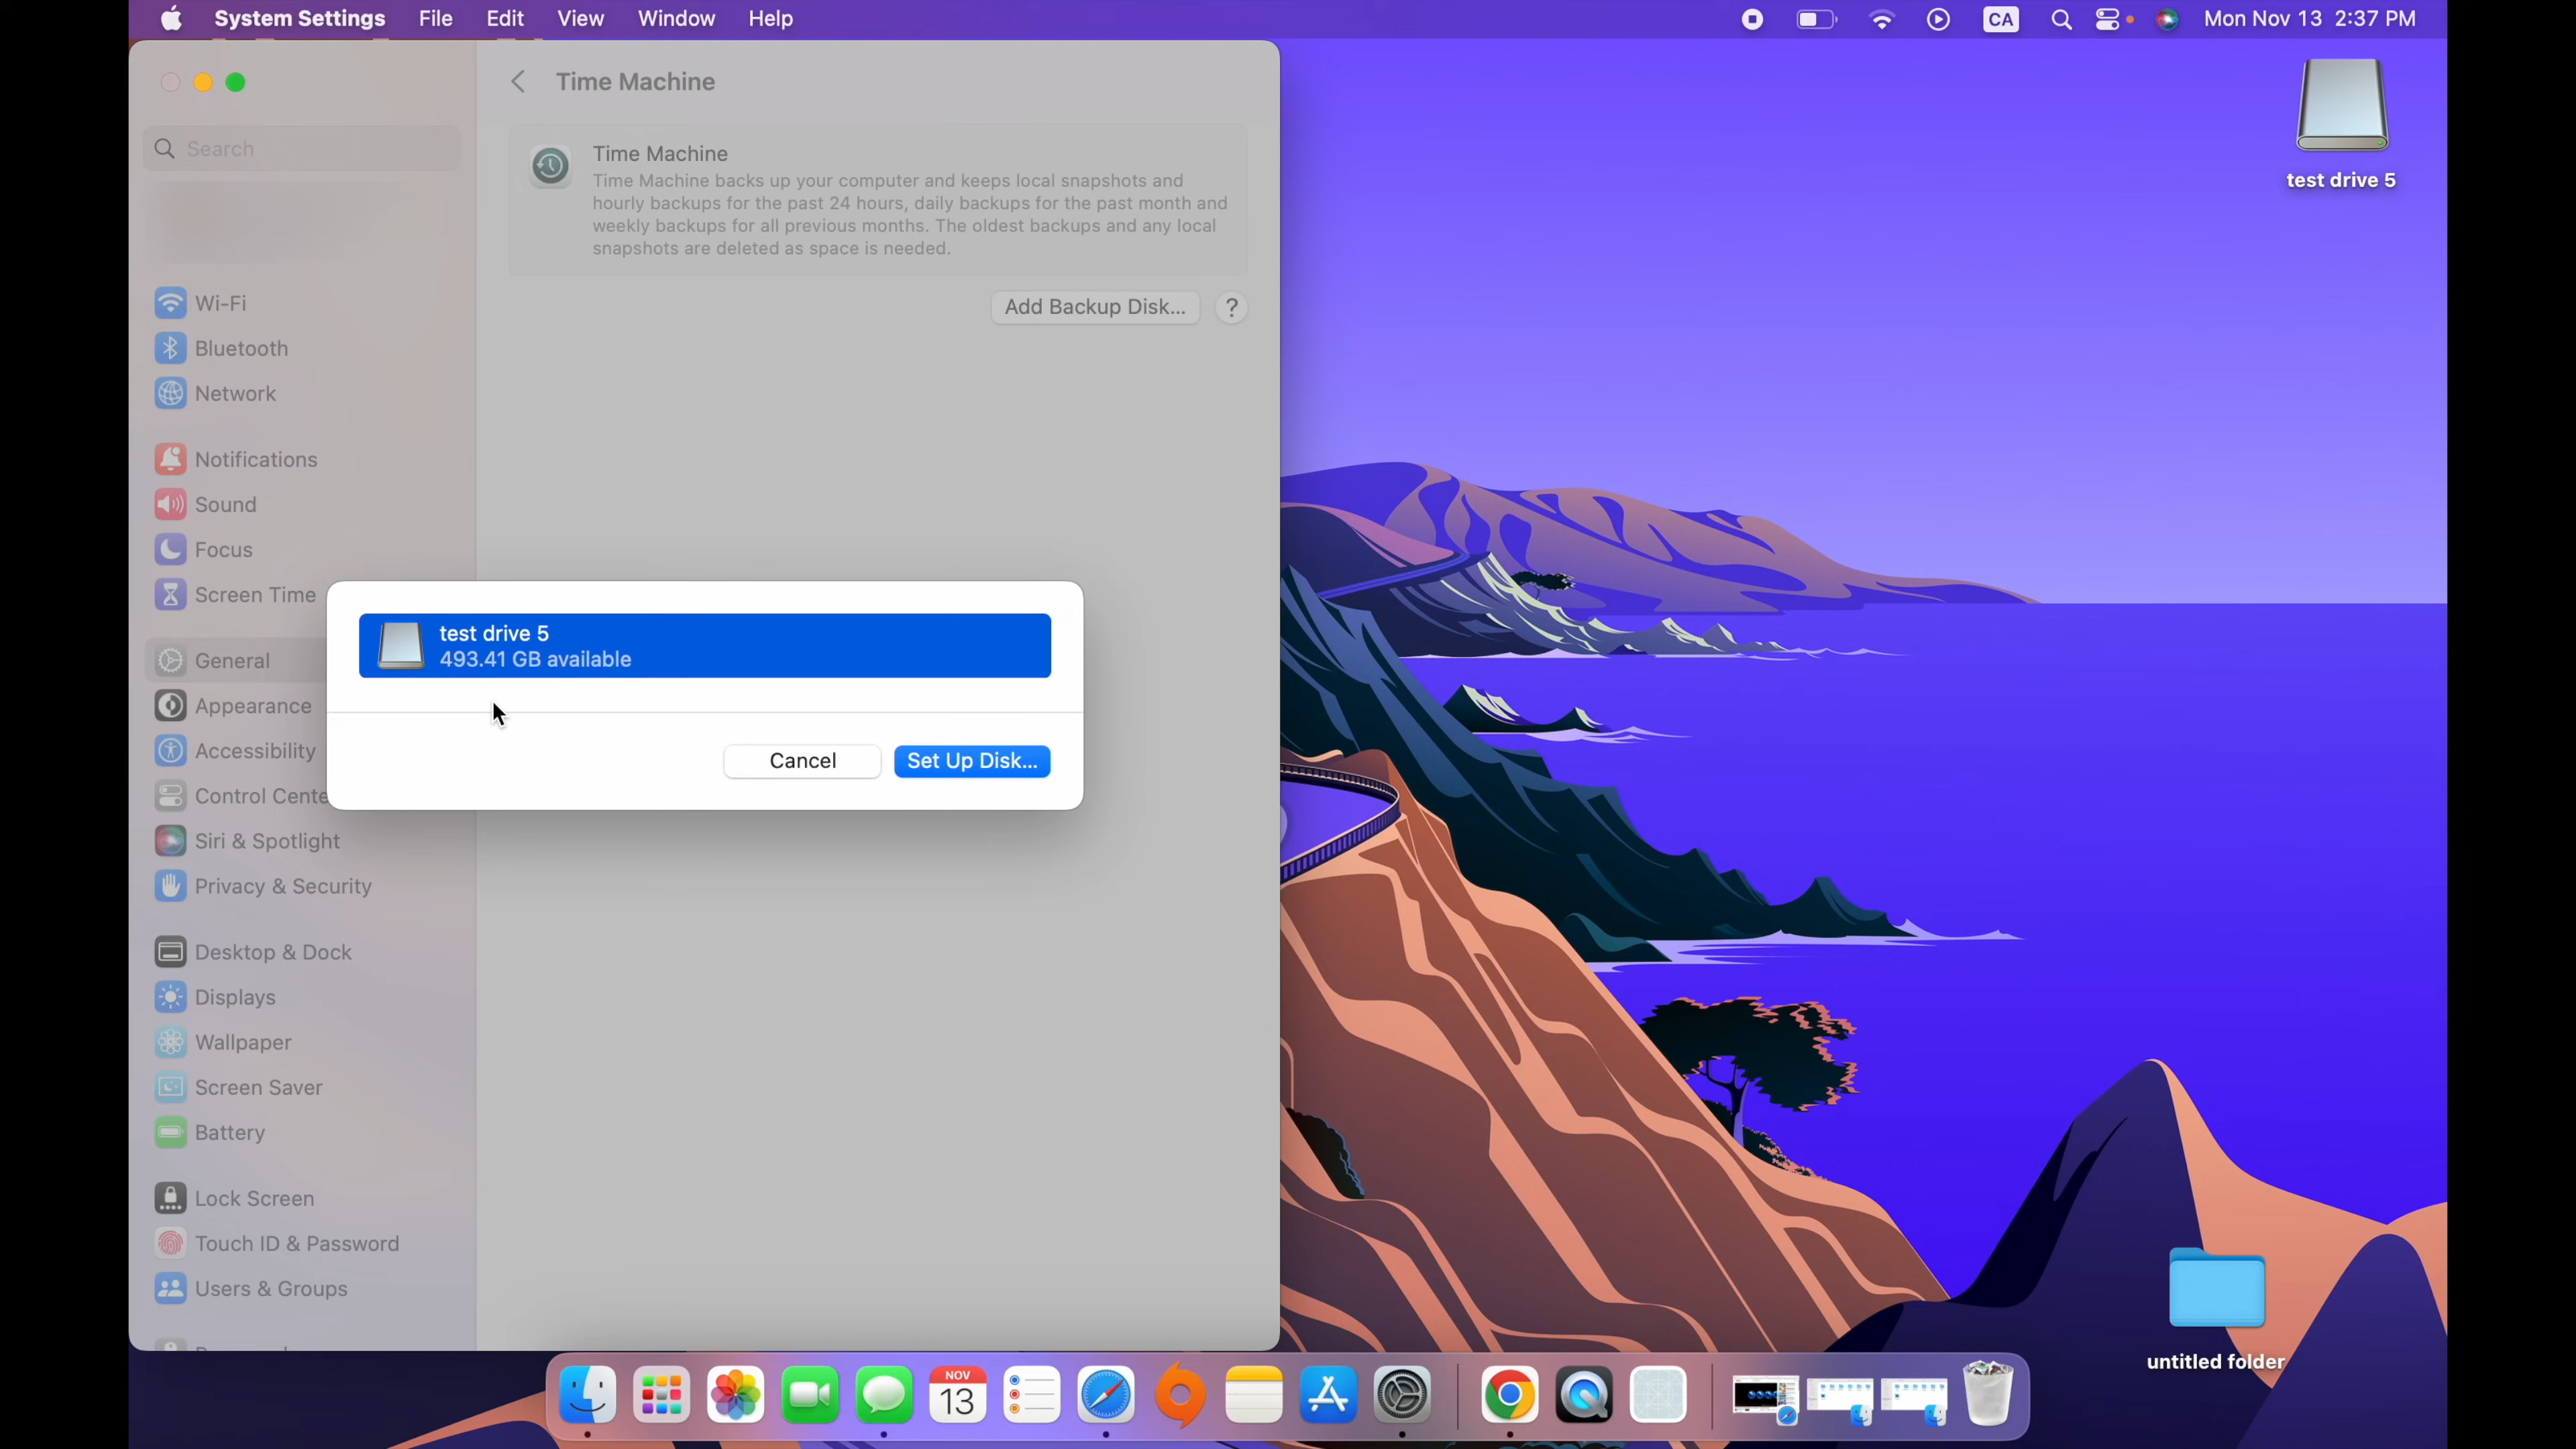 System Settings File Edit View Window Help CA Mon Nov 13 2:37 PM
Time Machine
Search
Time Machine
Time Machine backs up your computer and keeps local snapshots and
hourly backups for the past 24 hours, daily backups for the past month and
weekly backups for all previous months. The oldest backups and any local
snapshots are deleted as space is needed.
Add Backup Disk... ?
Wi-Fi
Bluetooth
Network
Notifications
Sound
Focus
Screen Time
General
Appearance
Accessibility
Control Cente
Siri & Spotlight
Privacy & Security
Desktop & Dock
Displays
Wallpaper
Screen Saver
Battery
Lock Screen
Touch ID & Password
Users & Groups
test drive 5
493.41 GB available
Cancel Set Up Disk...
test drive 5
untitled folder
NOV
13